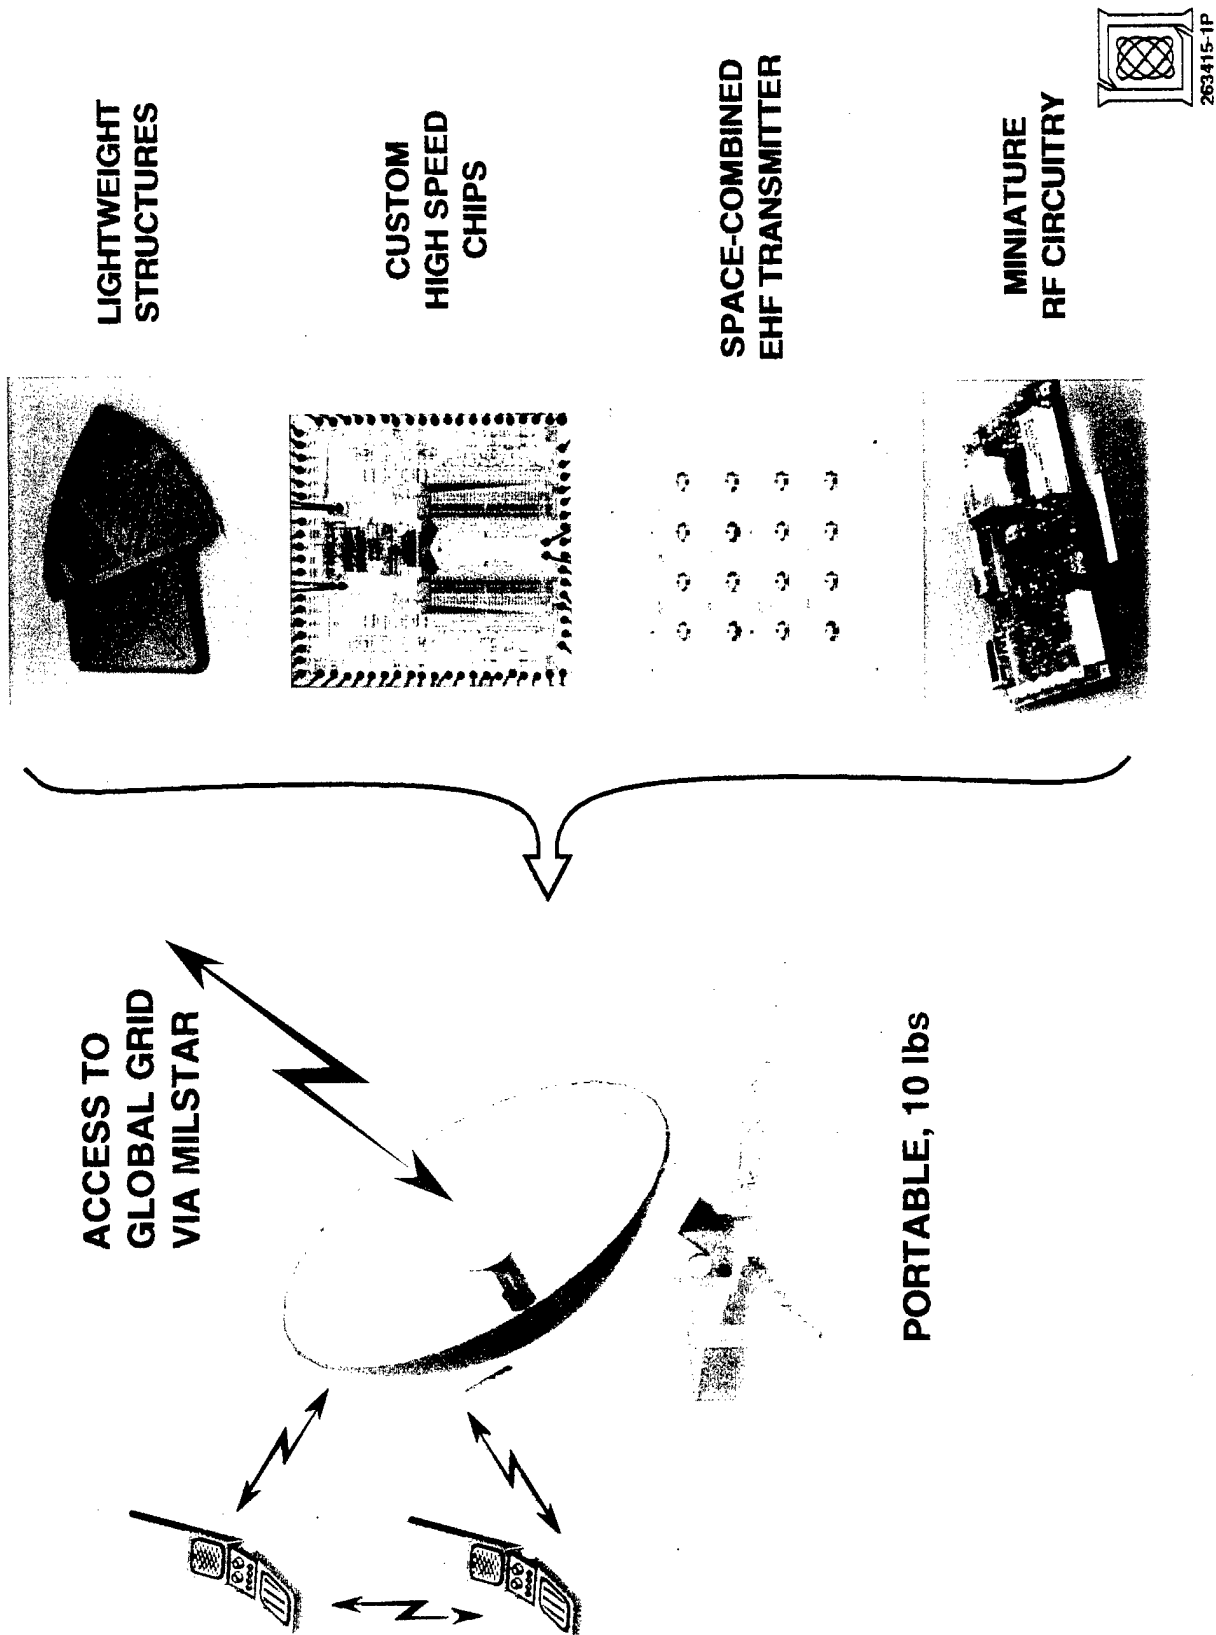 ACCESS TO
GLOBAL GRID
VIA MILSTAR
PORTABLE, 10 lbs
LIGHTWEIGHT
STRUCTURES
CUSTOM
HIGH SPEED
CHIPS
SPACE-COMBINED
EHF TRANSMITTER
MINIATURE
RF CIRCUITRY
263415-1P